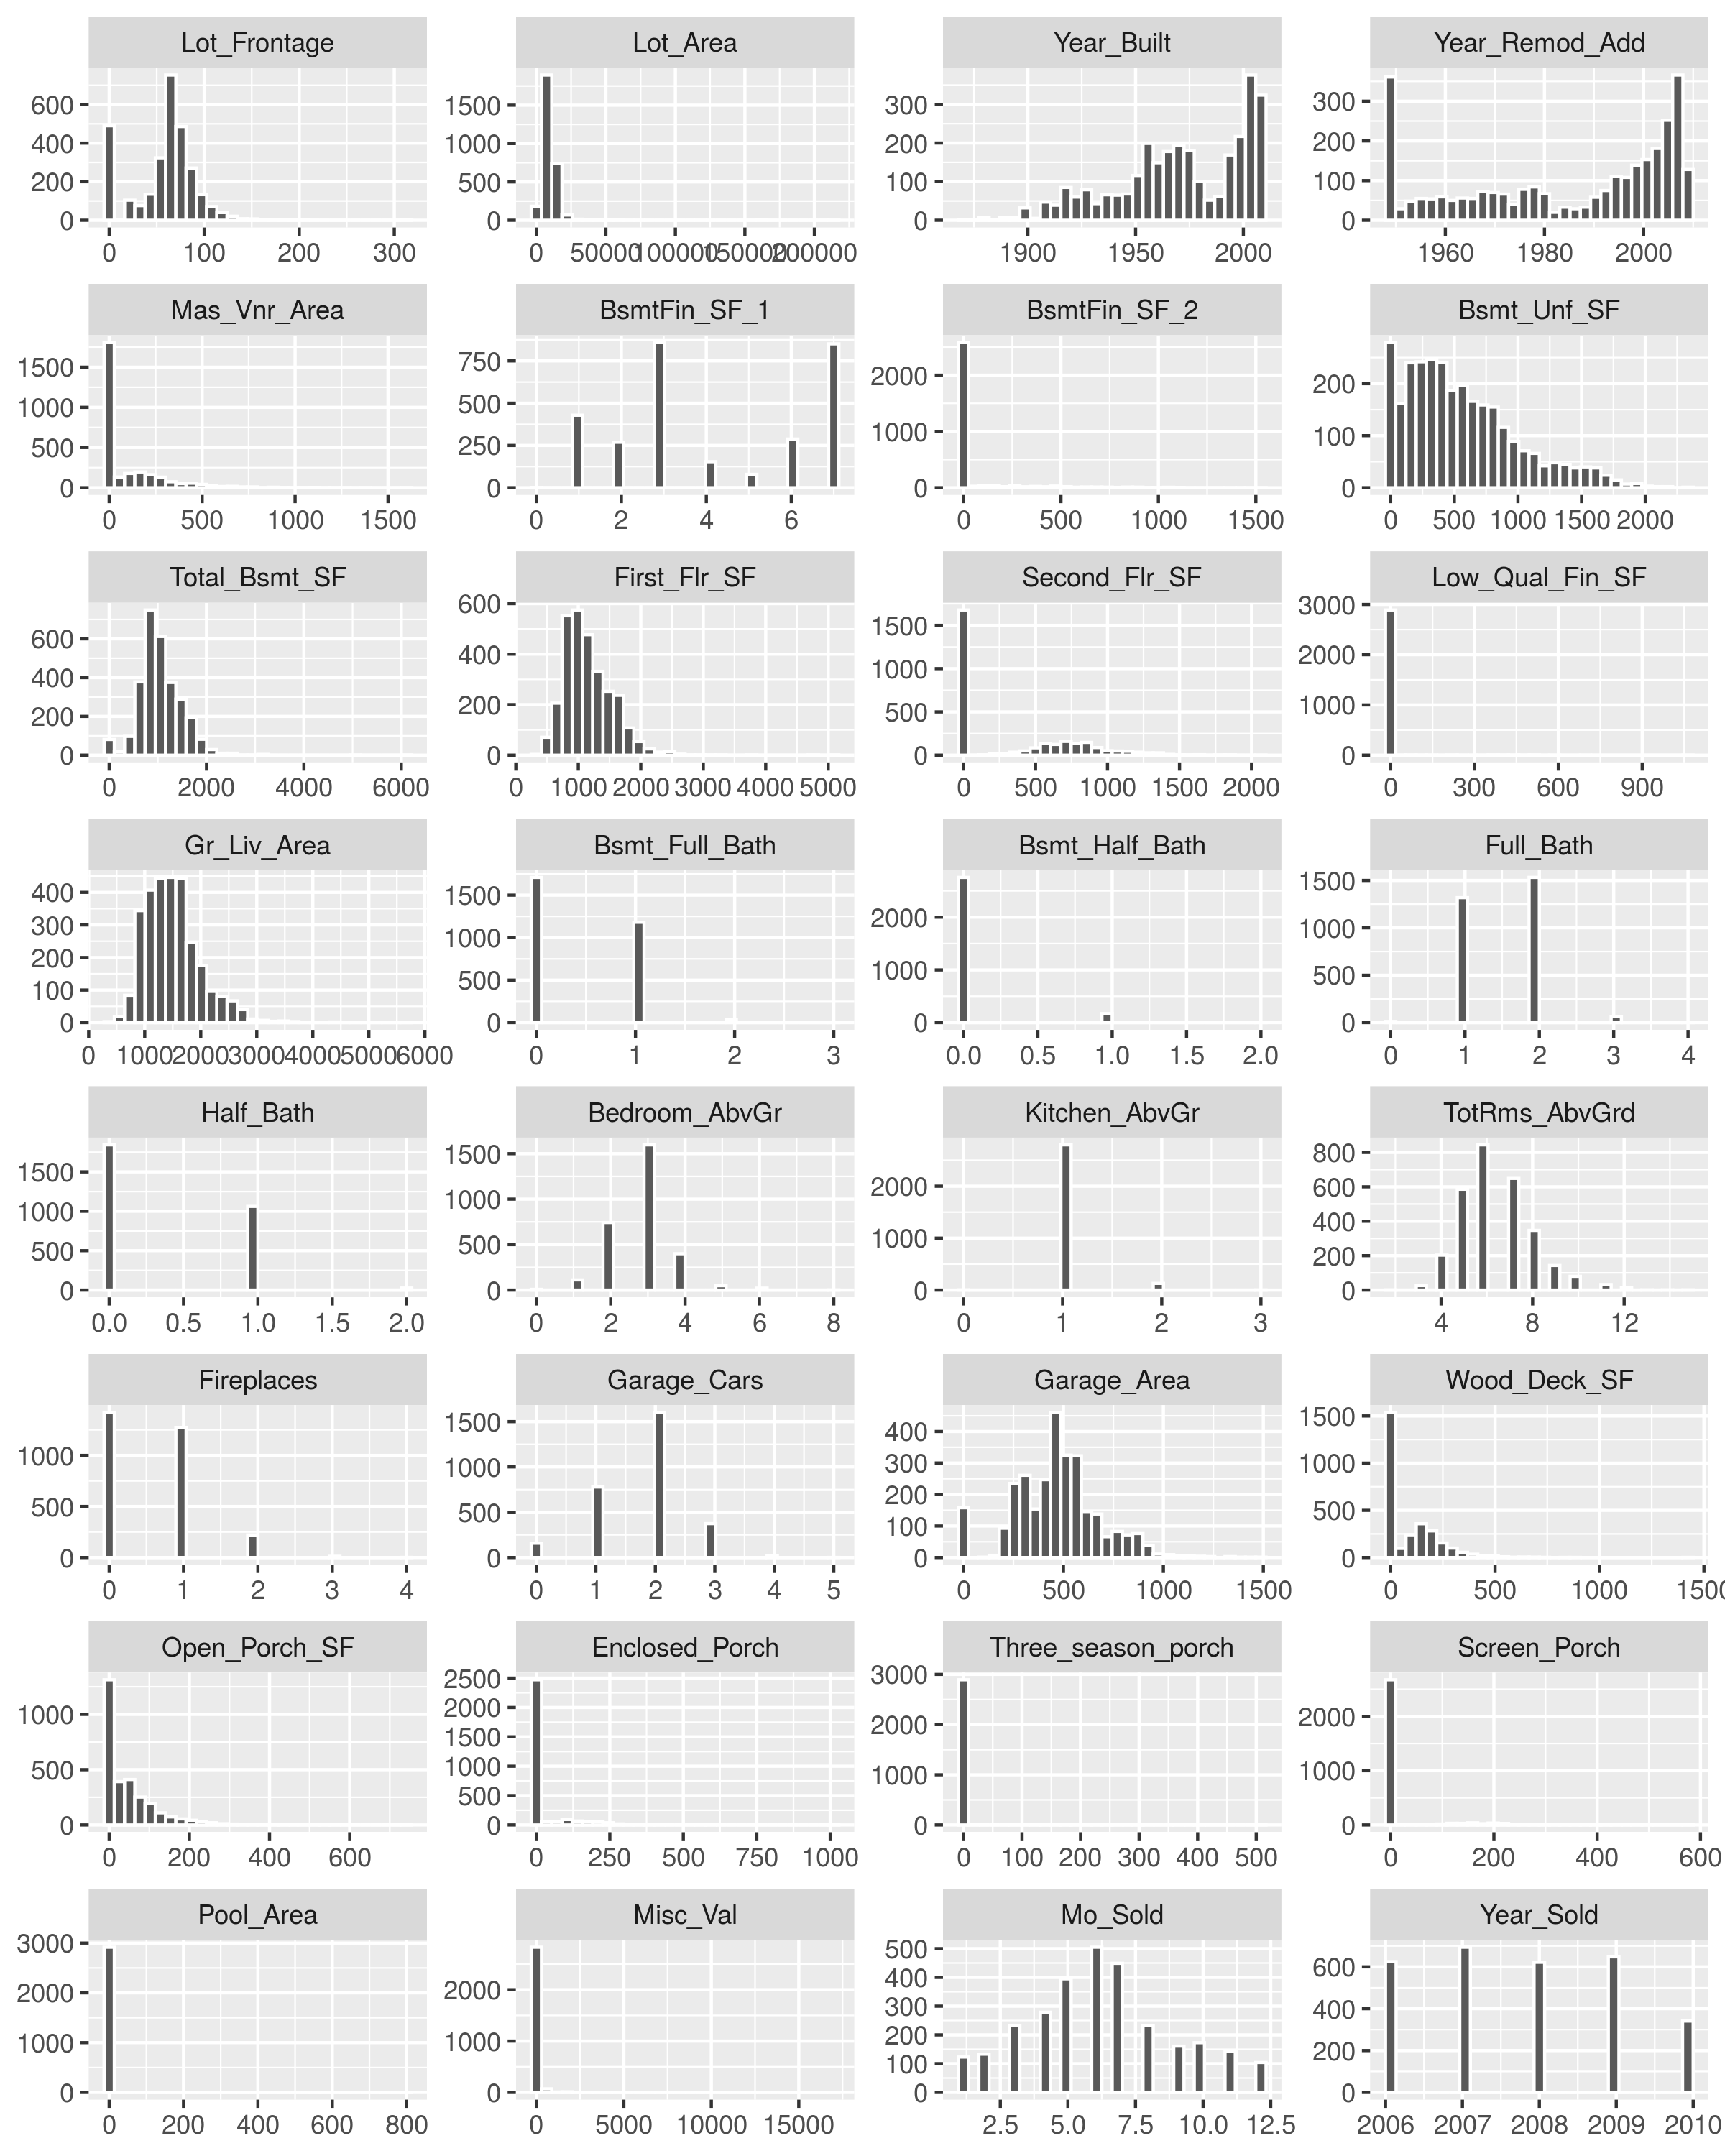 Lot_Frontage Lot_Area Year_Built Year_Remod_Add
600 400 200 0
1500 1000 500 0
300 200 100 0
300 200 100 0
0 100 200 300
0 50000 100000 150000 200000
1900 1950 2000
1960 1980 2000
Mas_Vnr_Area BsmtFin_SF_1 BsmtFin_SF_2 Bsmt_Unf_SF
1500 1000 500 0
750 500 250 0
2000 1000 0
200 100 0
0 500 1000 1500
0 2 4 6
0 500 1000 1500
0 500 1000 1500 2000
Total_Bsmt_SF First_Flr_SF Second_Flr_SF Low_Qual_Fin_SF
600 400 200 0
600 400 200 0
1500 1000 500 0
3000 2000 1000 0
0 2000 4000 6000
0 1000 2000 3000 4000 5000
0 500 1000 1500 2000
0 300 600 900
Gr_Liv_Area Bsmt_Full_Bath Bsmt_Half_Bath Full_Bath
400 300 200 100 0
1500 1000 500 0
2000 1000 0
1500 1000 500 0
0 1000 2000 3000 4000 5000 6000
0 1 2 3
0.0 0.5 1.0 1.5 2.0
0 1 2 3 4
Half_Bath Bedroom_AbvGr Kitchen_AbvGr TotRms_AbvGrd
1500 1000 500 0
1500 1000 500 0
2000 1000 0
800 600 400 200 0
0.0 0.5 1.0 1.5 2.0
0 2 4 6 8
0 1 2 3
4 8 12
Fireplaces Garage_Cars Garage_Area Wood_Deck_SF
1000 500 0
1500 1000 500 0
400 300 200 100 0
1500 1000 500 0
0 1 2 3 4
0 1 2 3 4 5
0 500 1000 1500
0 500 1000 1500
Open_Porch_SF Enclosed_Porch Three_season_porch Screen_Porch
1000 500 0
2500 2000 1500 1000 500 0
3000 2000 1000 0
2000 1000 0
0 200 400 600
0 250 500 750 1000
0 100 200 300 400 500
0 200 400 600
Pool_Area Misc_Val Mo_Sold Year_Sold
3000 2000 1000 0
2000 1000 0
500 400 300 200 100 0
600 400 200 0
0 200 400 600 800
0 5000 10000 15000
2.5 5.0 7.5 10.0 12.5
2006 2007 2008 2009 2010